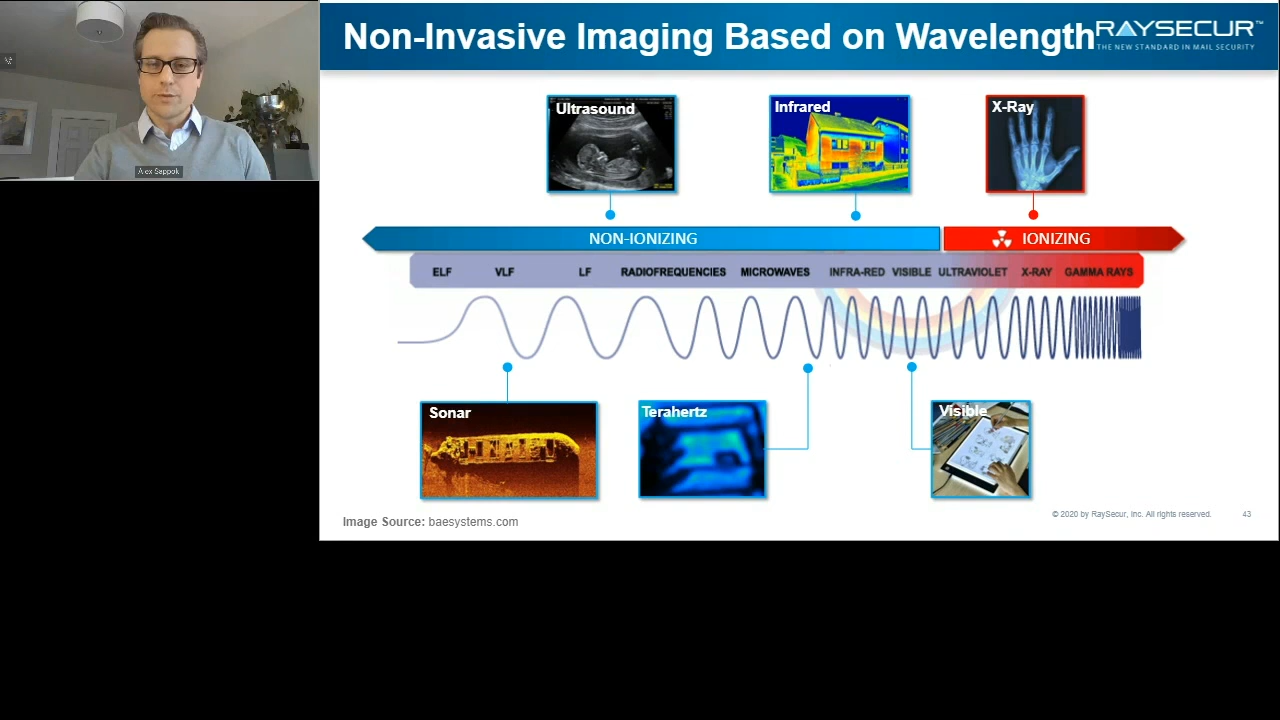 Non-Invasive Imaging Based on Wavelength
RAYSECUR™
THE NEW STANDARD IN MAIL SECURITY
Alex Sappok
Ultrasound
Infrared
X-Ray
NON-IONIZING
IONIZING
ELF VLF LF RADIOFREQUENCIES MICROWAVES INFRA-RED VISIBLE ULTRAVIOLET X-RAY GAMMA RAYS
Sonar
Terahertz
Visible
Image Source: baesystems.com
© 2020 by RaySecur, Inc. All rights reserved. 43